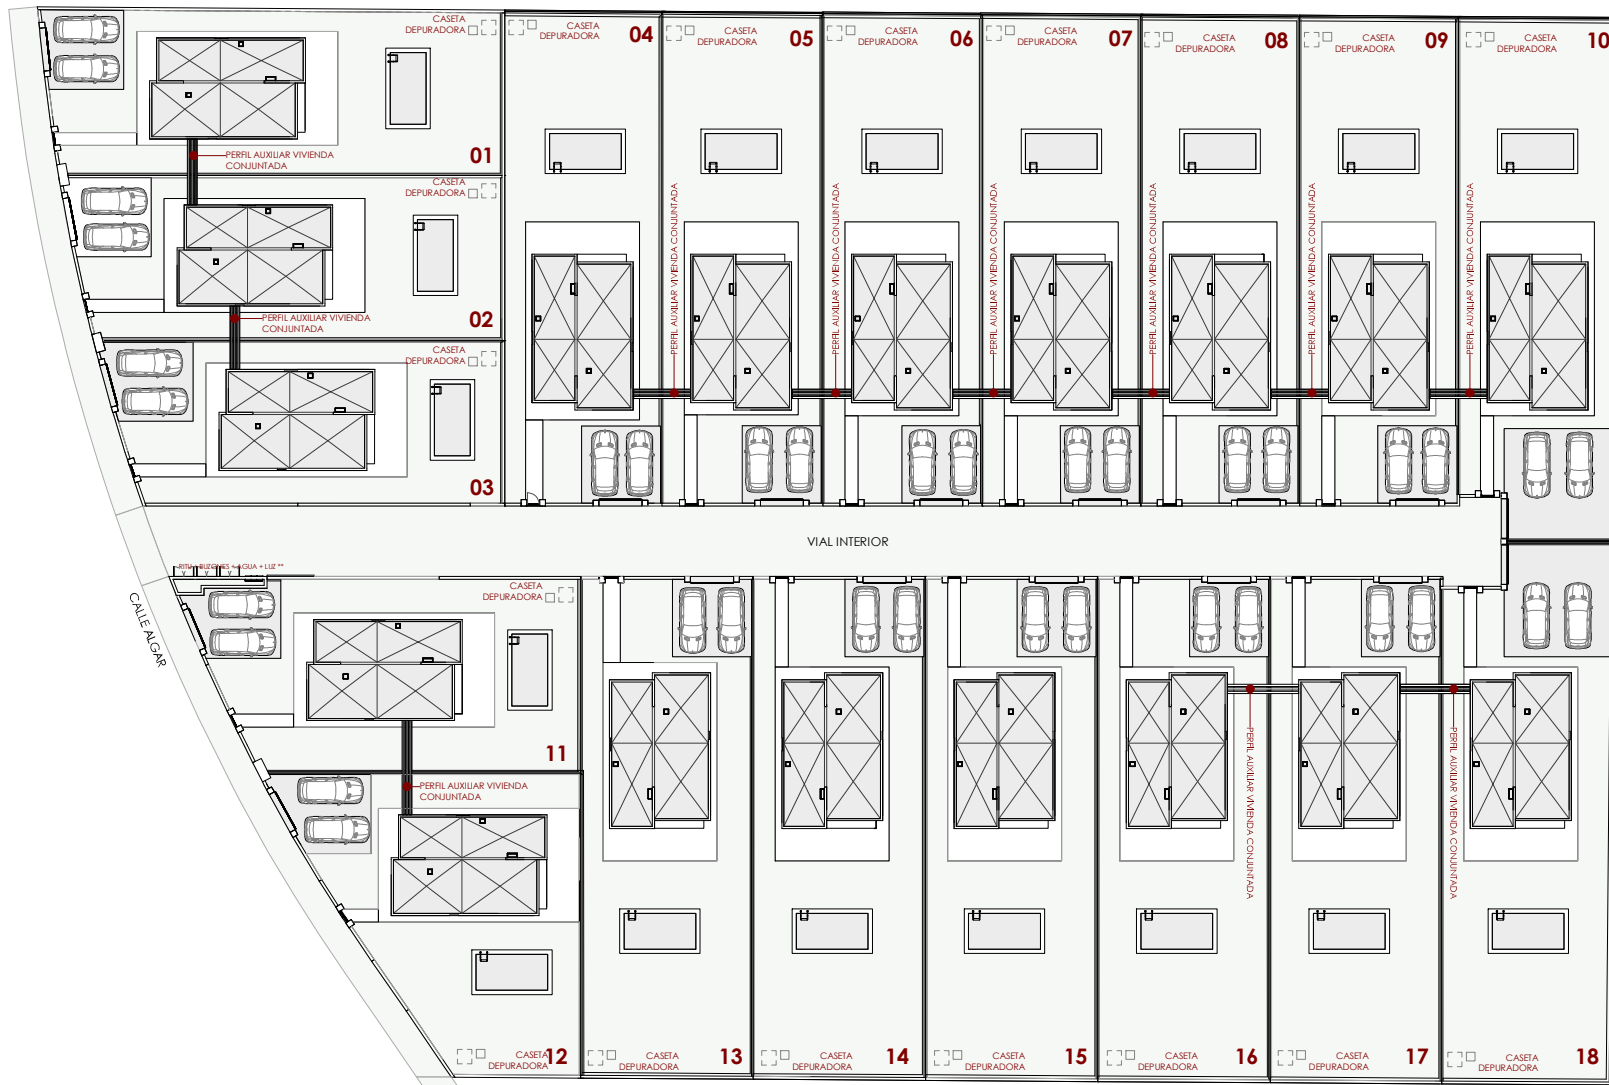 CASETA
DEPURADORA
01
PERFIL AUXILIAR VIVIENDA
CONJUNTADA
CASETA
DEPURADORA
02
PERFIL AUXILIAR VIVIENDA
CONJUNTADA
CASETA
DEPURADORA
03
CASETA
DEPURADORA
04
CASETA
DEPURADORA
05
CASETA
DEPURADORA
06
CASETA
DEPURADORA
07
CASETA
DEPURADORA
08
CASETA
DEPURADORA
09
CASETA
DEPURADORA
10
PERFIL AUXILIAR VIVIENDA CONJUNTADA
PERFIL AUXILIAR VIVIENDA CONJUNTADA
PERFIL AUXILIAR VIVIENDA CONJUNTADA
PERFIL AUXILIAR VIVIENDA CONJUNTADA
PERFIL AUXILIAR VIVIENDA CONJUNTADA
PERFIL AUXILIAR VIVIENDA CONJUNTADA
VIAL INTERIOR
RITU + BUZONES + AGUA + LUZ **
CALLE ALGAR
CASETA
DEPURADORA
11
PERFIL AUXILIAR VIVIENDA
CONJUNTADA
PERFIL AUXILIAR VIVIENDA CONJUNTADA
PERFIL AUXILIAR VIVIENDA CONJUNTADA
CASETA
DEPURADORA
12
CASETA
DEPURADORA
13
CASETA
DEPURADORA
14
CASETA
DEPURADORA
15
CASETA
DEPURADORA
16
CASETA
DEPURADORA
17
CASETA
DEPURADORA
18